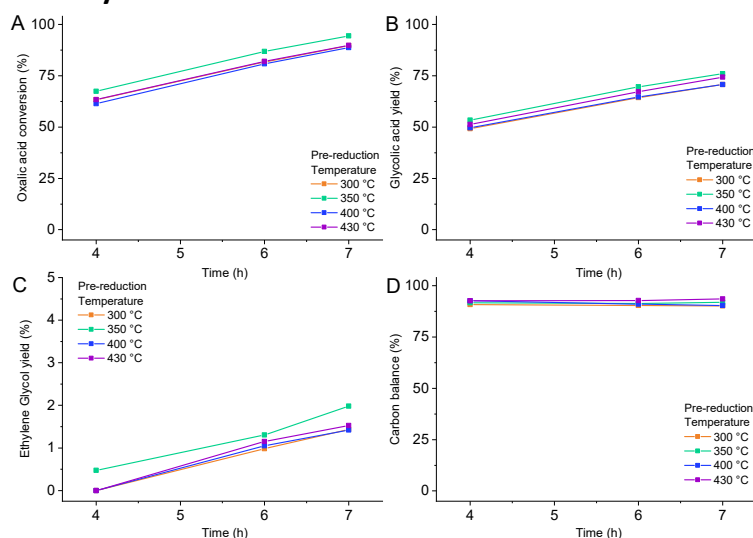 A
100
75
50
25
0
Oxalic acid conversion (%)
Pre-reduction
Temperature
300 °C
350 °C
400 °C
430 °C
4
5
6
7
Time (h)
B
100
75
50
25
0
Glycolic acid yield (%)
Pre-reduction
Temperature
300 °C
350 °C
400 °C
430 °C
4
5
6
7
Time (h)
C
5
4
3
2
1
0
Ethylene Glycol yield (%)
Pre-reduction
Temperature
300 °C
350 °C
400 °C
430 °C
4
5
6
7
Time (h)
D
100
75
50
25
0
Carbon balance (%)
Pre-reduction
Temperature
300 °C
350 °C
400 °C
430 °C
4
5
6
7
Time (h)